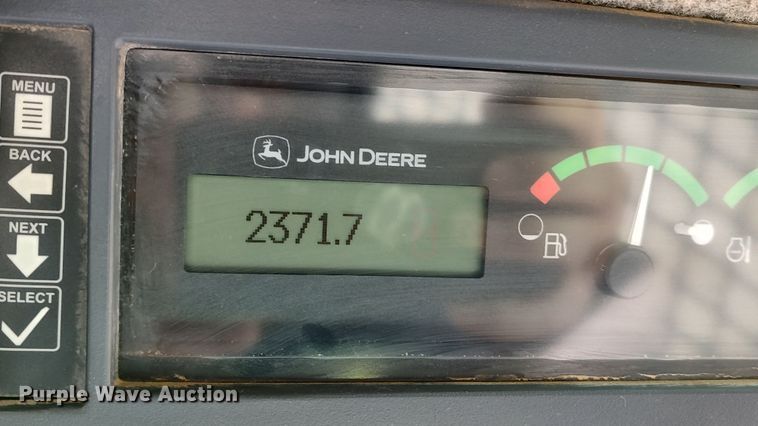 MENU
BACK
NEXT
SELECT
JOHN DEERE
2371.7
Purple Wave Auction